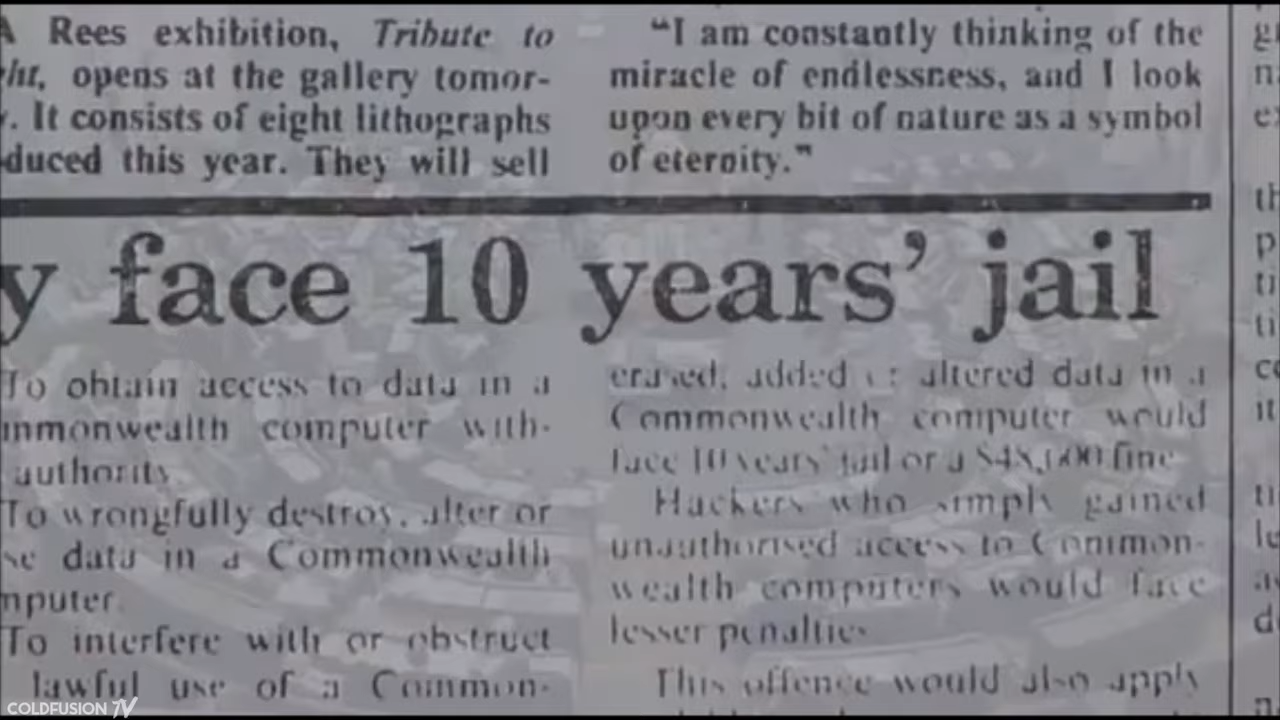 A Rees exhibition, Tribute to
ht, opens at the gallery tomor-
y. It consists of eight lithographs
duced this year. They will sell
"I am constantly thinking of the
miracle of endlessness, and I look
upon every bit of nature as a symbol
of eternity."
y face 10 years' jail
To obtain access to data in a
mmonwealth computer with-
authority
To wrongfully destroy, alter or
se data in a Commonwealth
mputer.
To interfere with or obstruct
lawful use of a Common-
erased, added or altered data in a
Commonwealth computer would
face 10 years' jail or a fine
Hackers who simply gained
unauthorised access to Common-
wealth computers would face
lesser penalties
This offence would also apply
COLDFUSION TV